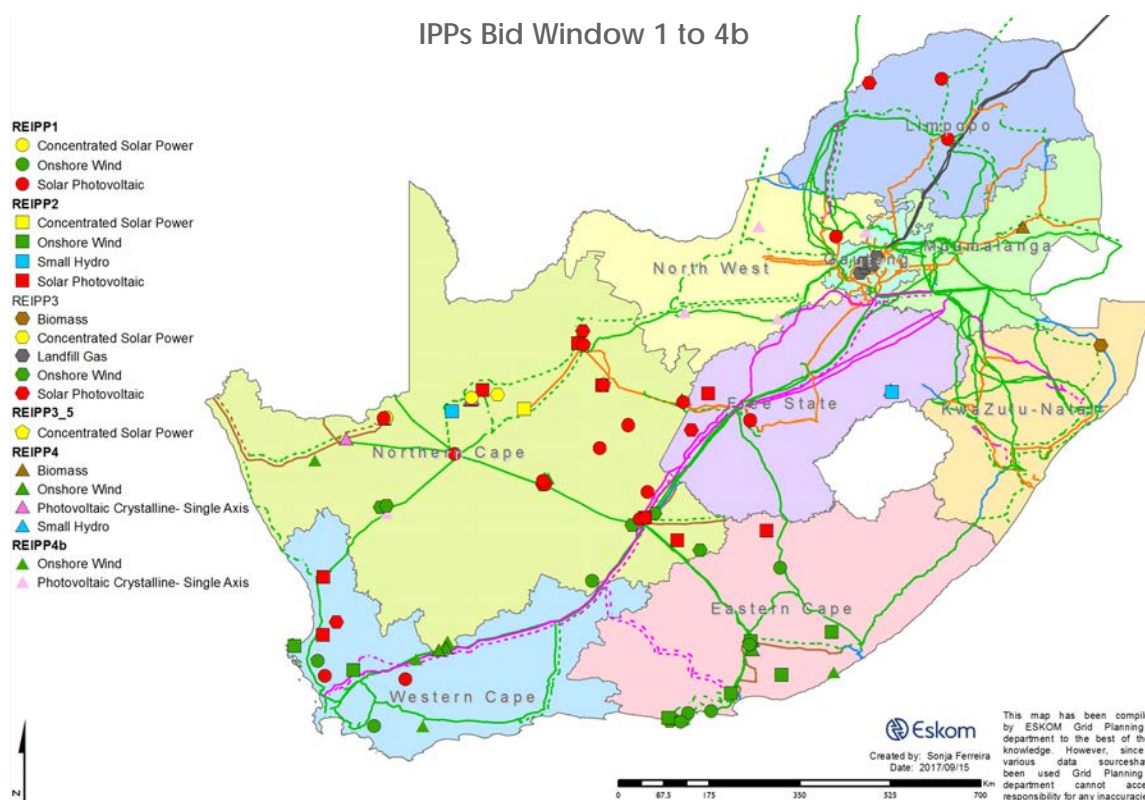 IPPs Bid Window 1 to 4b
REIPP1
Concentrated Solar Power
Onshore Wind
Solar Photovoltaic
REIPP2
Concentrated Solar Power
Onshore Wind
Small Hydro
Solar Photovoltaic
REIPP3
Biomass
Concentrated Solar Power
Landfill Gas
Onshore Wind
Solar Photovoltaic
REIPP3_5
Concentrated Solar Power
REIPP4
Biomass
Onshore Wind
Photovoltaic Crystalline- Single Axis
Small Hydro
REIPP4b
Onshore Wind
Photovoltaic Crystalline- Single Axis
Limpopo
Mpumalanga
Gauteng
North West
Free State
KwaZulu-Natal
Northern Cape
Eastern Cape
Western Cape
N
Eskom
Created by: Sonja Ferreira
Date: 2017/09/15
Km
0 87.5 175 350 525 700
This map has been compil
by ESKOM Grid Planning
department to the best of the
knowledge. However, since
various data sourcesha
been used Grid Planning
department cannot acce
responsibility for any inaccuracie